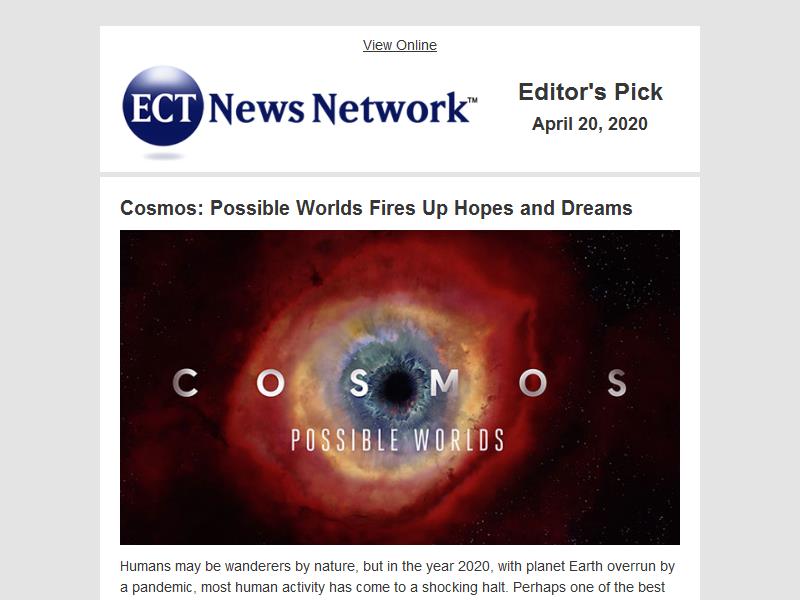 View Online
ECT News Network™
Editor's Pick
April 20, 2020
Cosmos: Possible Worlds Fires Up Hopes and Dreams
COSMOS
POSSIBLE WORLDS
Humans may be wanderers by nature, but in the year 2020, with planet Earth overrun by
a pandemic, most human activity has come to a shocking halt. Perhaps one of the best